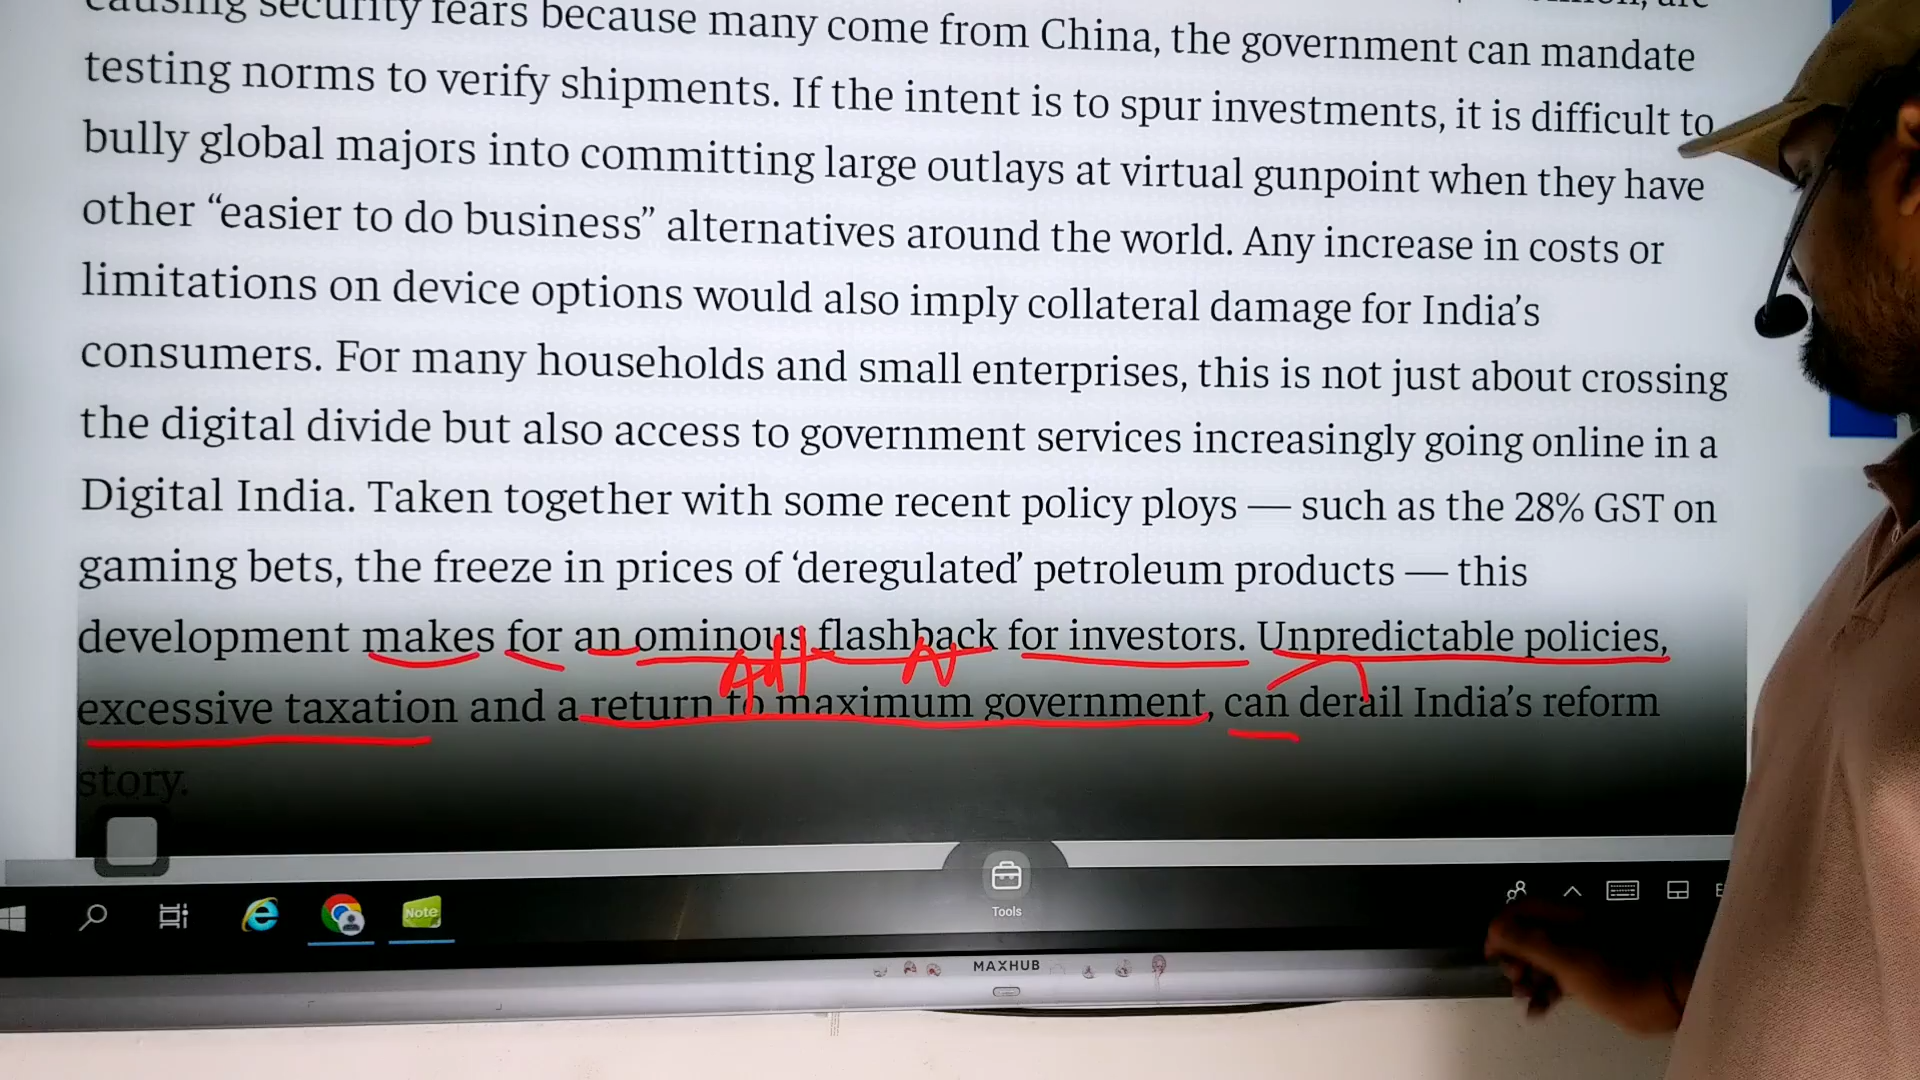 causing security fears because many come from China, the government can mandate
testing norms to verify shipments. If the intent is to spur investments, it is difficult to
bully global majors into committing large outlays at virtual gunpoint when they have
other “easier to do business” alternatives around the world. Any increase in costs or
limitations on device options would also imply collateral damage for India’s
consumers. For many households and small enterprises, this is not just about crossing
the digital divide but also access to government services increasingly going online in a
Digital India. Taken together with some recent policy ploys — such as the 28% GST on
gaming bets, the freeze in prices of ‘deregulated’ petroleum products — this
development makes for an ominous flashback for investors. Unpredictable policies,
Adj N
excessive taxation and a return to maximum government, can derail India’s reform
story.
Note
Tools
MAXHUB